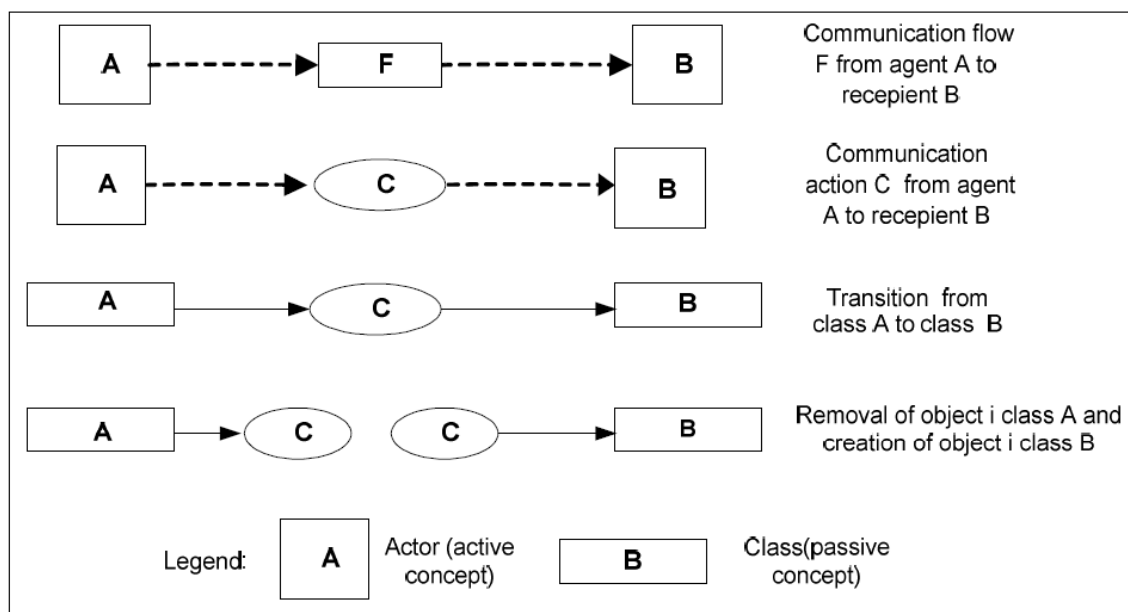 A F B
Communication flow
F from agent A to
recepient B
A C B
Communication
action C from agent
A to recepient B
A C B
Transition from
class A to class B
A C C B
Removal of object i class A and
creation of object i class B
Legend:
A
Actor (active
concept)
B
Class(passive
concept)